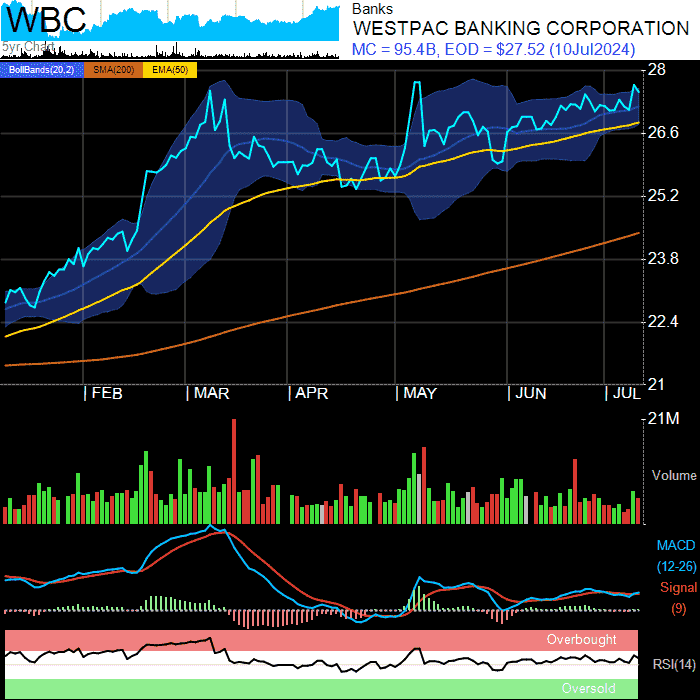 WBC
5yr Chart
Banks
WESTPAC BANKING CORPORATION
MC = 95.4B, EOD = $27.52 (10Jul2024)
BollBands(20,2) SMA(200) EMA(50)
28
26.6
25.2
23.8
22.4
21
FEB MAR APR MAY JUN JUL
21M
Volume
MACD
(12-26)
Signal
(9)
Overbought
RSI(14)
Oversold